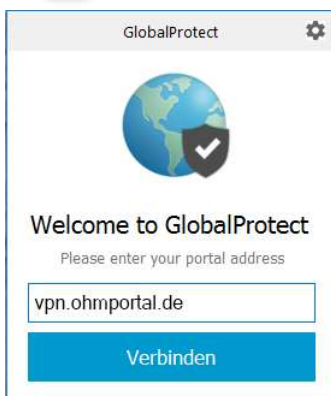 GlobalProtect
Welcome to GlobalProtect
Please enter your portal address
vpn.ohmportal.de
Verbinden